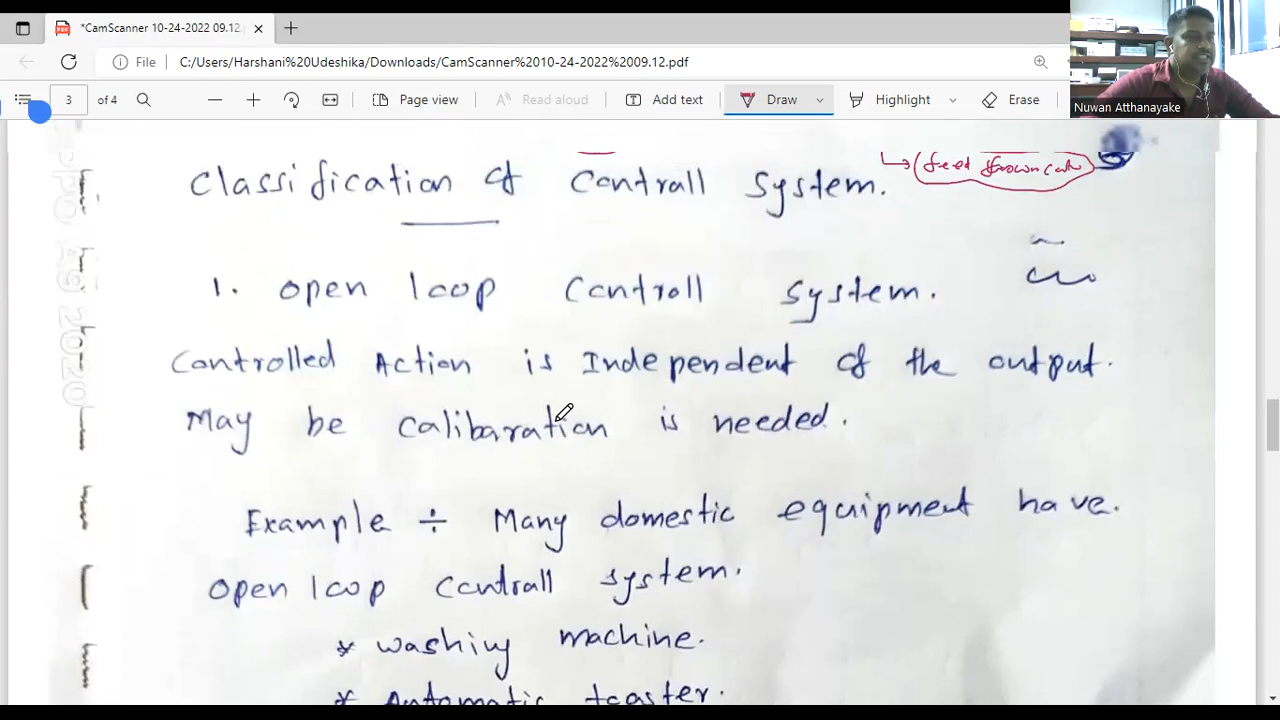 *CamScanner 10-24-2022 09.12.
File C:/Users/Harshani%20Udeshika/Downloads/CamScanner%2010-24-2022%2009.12.pdf
3 of 4 Page view Read aloud Add text Draw Highlight Erase
Nuwan Atthanayake
Classification of Controll System.
1. Open loop Controll system.
Controlled Action is Independent of the output.
May be calibaration is needed.
Example ÷ Many domestic equipment have.
Open loop controll system.
* washing machine.
* Automatic toaster.